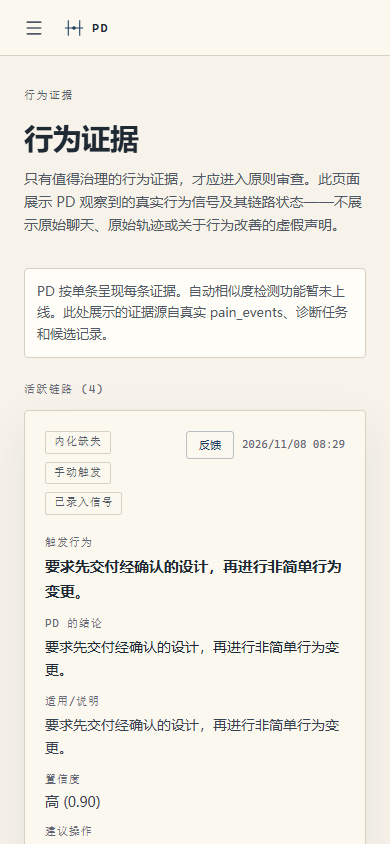 PD
行为证据
行为证据
只有值得治理的行为证据，才应进入原则审查。此页面
展示 PD 观察到的真实行为信号及其链路状态——不展
示原始聊天、原始轨迹或关于行为改善的虚假声明。
PD 按单条呈现每条证据。自动相似度检测功能暂未上
线。此处展示的证据源自真实 pain_events、诊断任务
和候选记录。
活跃链路 (4)
内化缺失
反馈
2026/11/08 08:29
手动触发
已录入信号
触发行为
要求先交付经确认的设计，再进行非简单行为
变更。
PD 的结论
要求先交付经确认的设计，再进行非简单行为变
更。
适用/说明
要求先交付经确认的设计，再进行非简单行为变
更。
置信度
高 (0.90)
建议操作